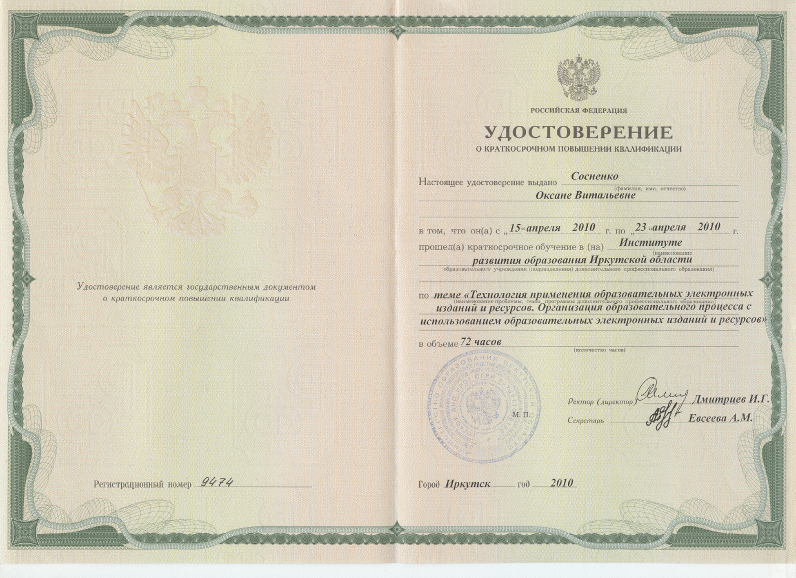 Удостоверение является государственным документом
о краткосрочном повышении квалификации
Регистрационный номер 9474
РОССИЙСКАЯ ФЕДЕРАЦИЯ
УДОСТОВЕРЕНИЕ
О КРАТКОСРОЧНОМ ПОВЫШЕНИИ КВАЛИФИКАЦИИ
Настоящее удостоверение выдано Сосненко
(фамилия, имя, отчество)
Оксане Витальевне
в том, что он(а) с „15“ апреля 2010 г. по „23“ апреля 2010 г.
прошел(а) краткосрочное обучение в (на) Институте
(наименование
развития образования Иркутской области
образовательного учреждения (подразделения) дополнительного профессионального образования)
по теме «Технология применения образовательных электронных
(наименование проблемы, темы, программы дополнительного профессионального образования)
изданий и ресурсов. Организация образовательного процесса с
использованием образовательных электронных изданий и ресурсов»
в объеме 72 часов
(количество часов)
М. П.
Ректор (директор) Дмитриев И.Г.
Секретарь Евсеева А.М.
Город Иркутск год 2010